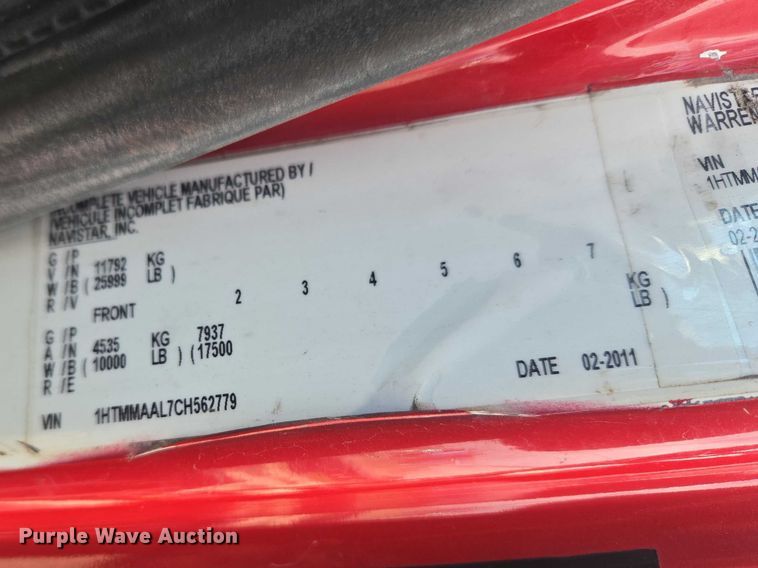 COMPLETE VEHICLE MANUFACTURED BY /
(VEHICULE INCOMPLET FABRIQUE PAR)
NAVISTAR, INC.
G / P
V / N 11792 KG
W / B ( 25999 LB )
R / V
FRONT 2 3 4 5 6 7
G / P
A / N 4535 KG 7937 KG
W / B ( 10000 LB ) ( 17500 LB )
R / E
DATE 02-2011
VIN 1HTMMAAL7CH562779
NAVISTAR
WARREN
VIN
1HTMM
DATE
02-2
Purple Wave Auction